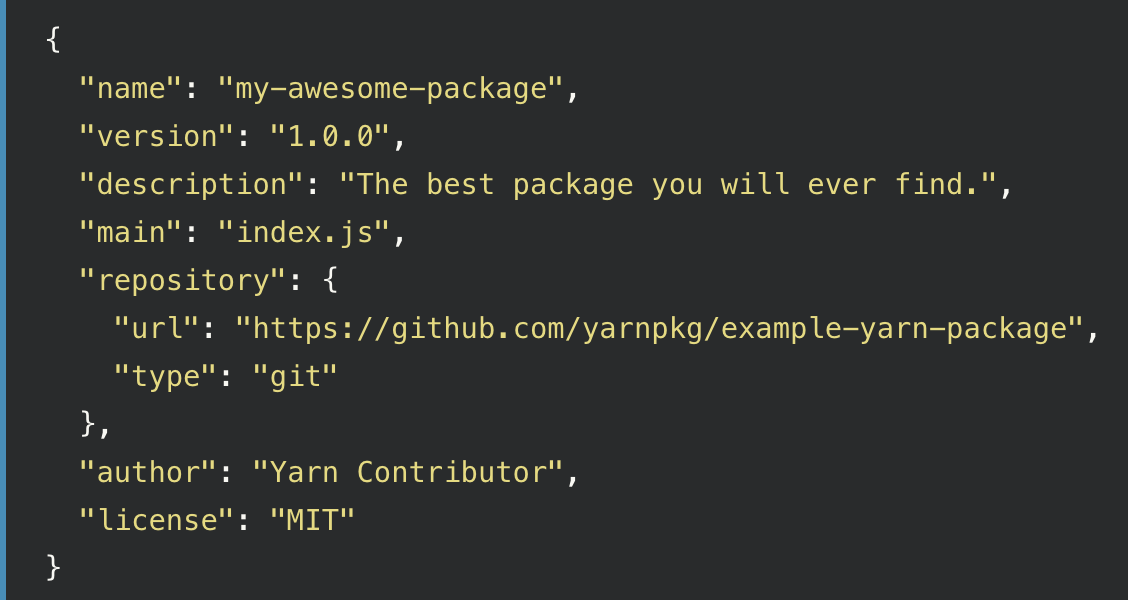 {
  "name": "my-awesome-package",
  "version": "1.0.0",
  "description": "The best package you will ever find.",
  "main": "index.js",
  "repository": {
    "url": "https://github.com/yarnpkg/example-yarn-package",
    "type": "git"
  },
  "author": "Yarn Contributor",
  "license": "MIT"
}